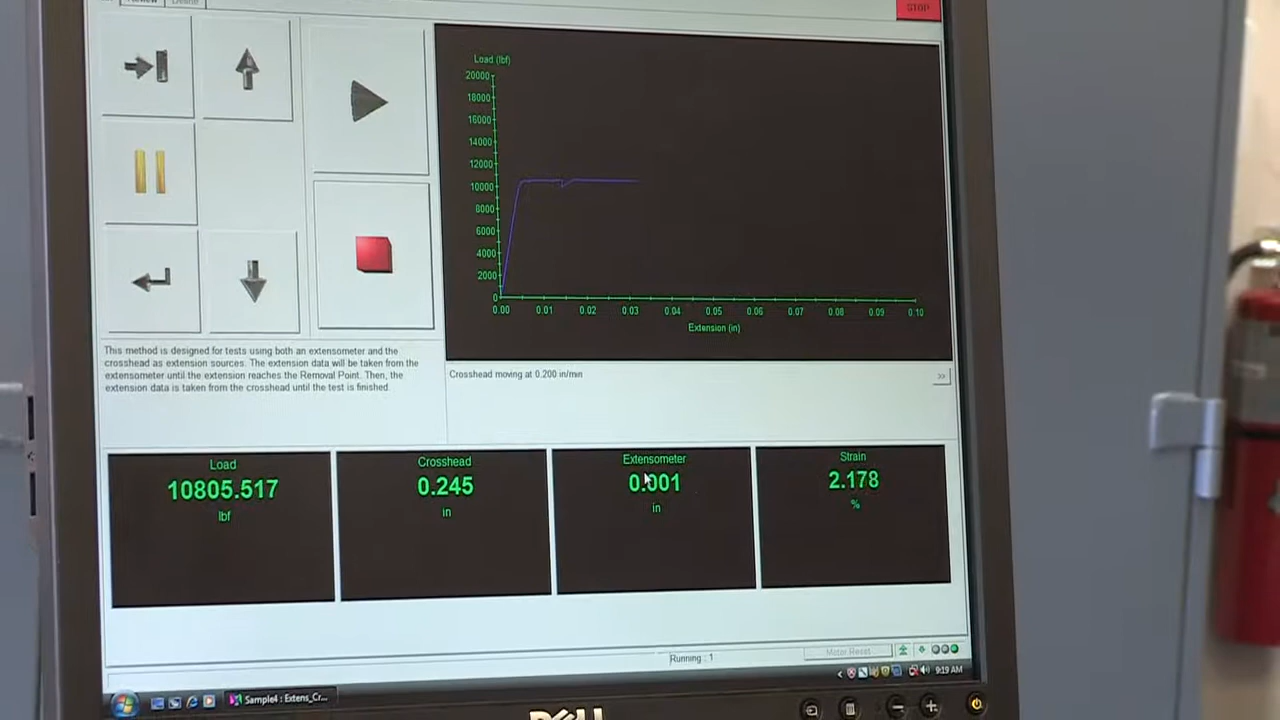 STOP
Load (lbf)
20000
18000
16000
14000
12000
10000
8000
6000
4000
2000
0
0.00 0.01 0.02 0.03 0.04 0.05 0.06 0.07 0.08 0.09 0.10
Extension (in)
This method is designed for tests using both an extensometer and the
crosshead as extension sources. The extension data will be taken from the
extensometer until the extension reaches the Removal Point. Then, the
extension data is taken from the crosshead until the test is finished.
Crosshead moving at 0.200 in/min
>>
Load
10805.517
lbf
Crosshead
0.245
in
Extensometer
0.001
in
Strain
2.178
%
Running : 1
Motor Reset
Sample4 : Extens_Cr...
9:19 AM
DELL